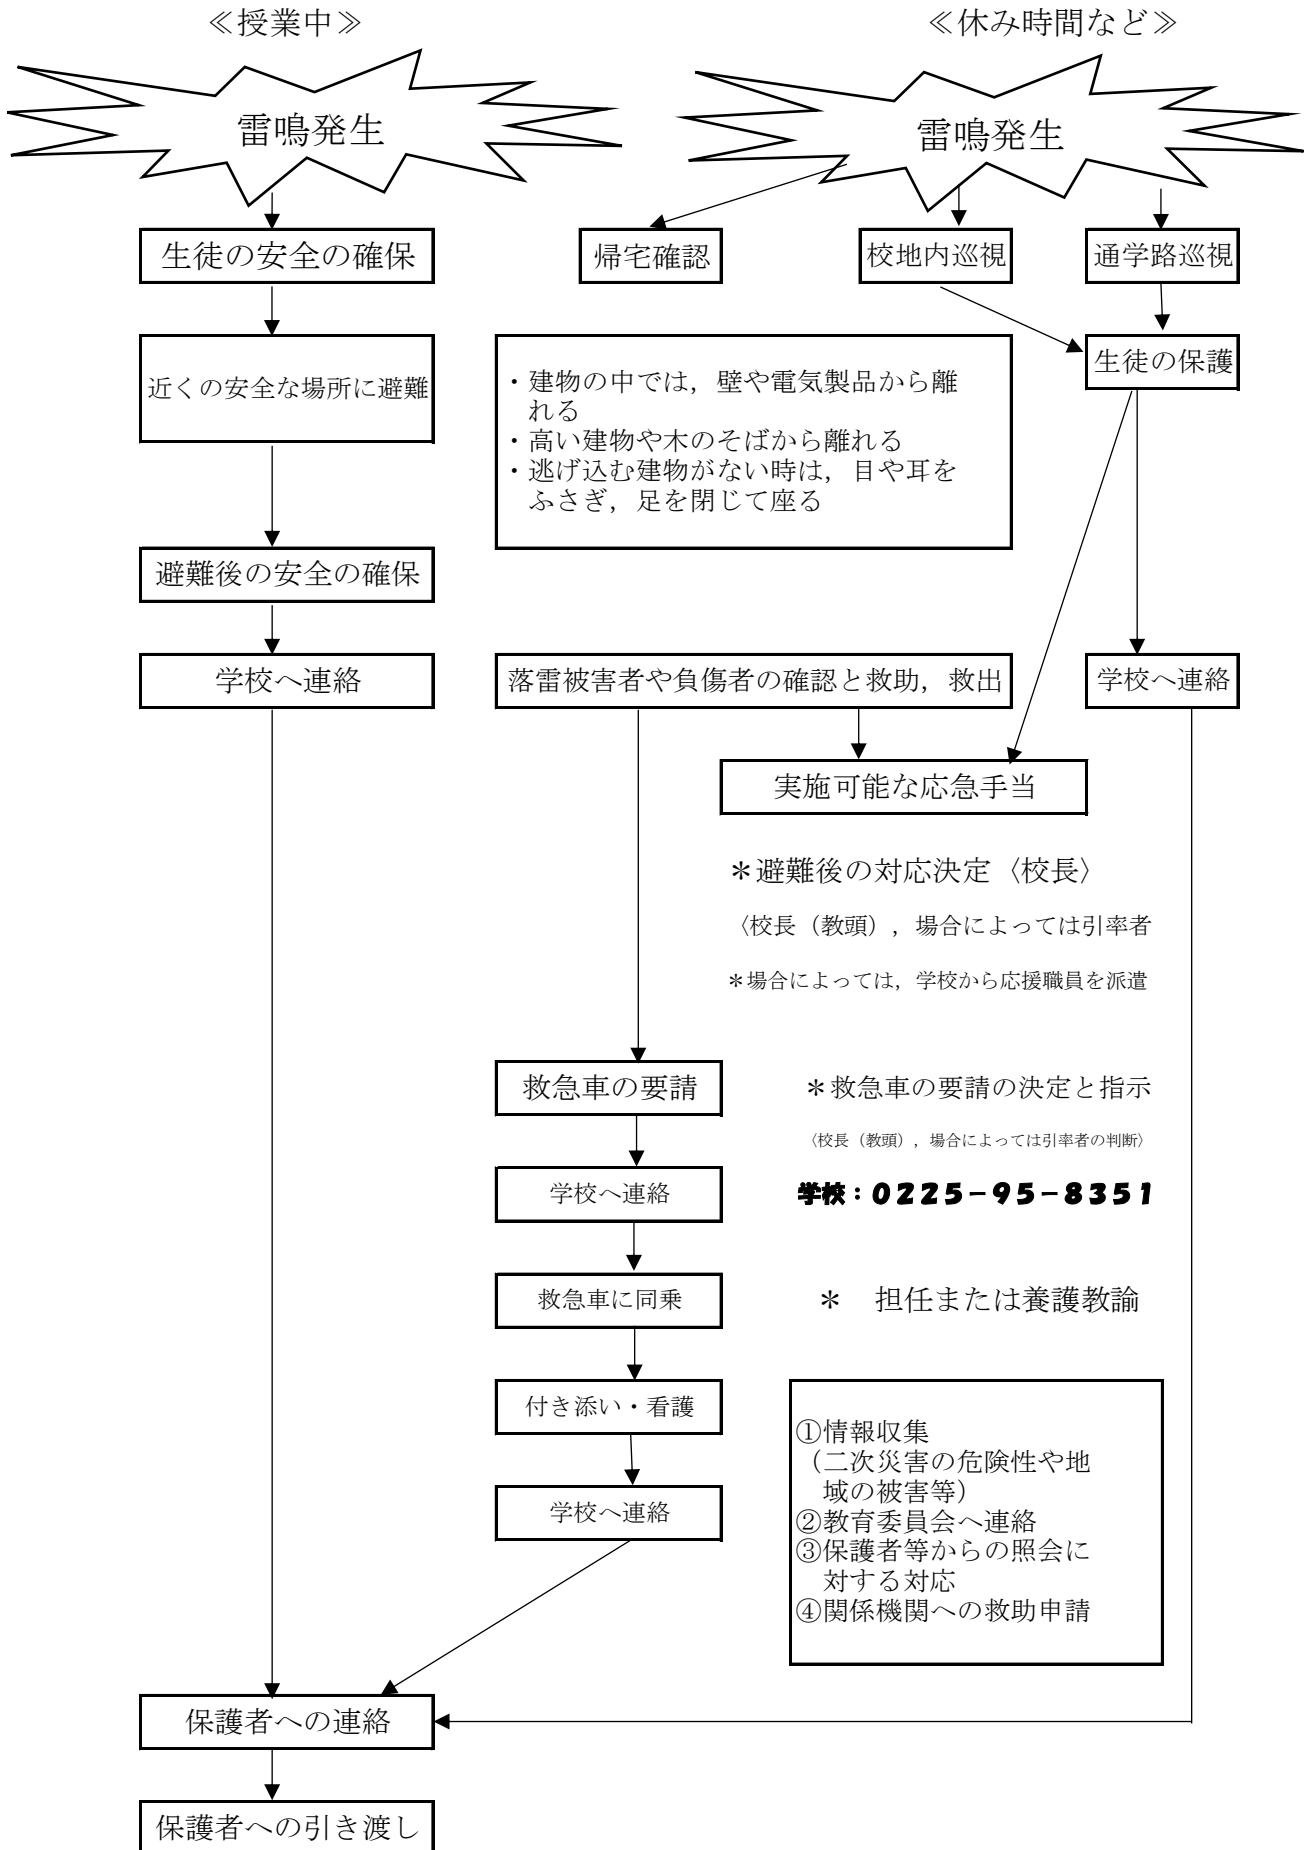 ≪授業中≫
≪休み時間など≫
雷鳴発生
雷鳴発生
生徒の安全の確保
帰宅確認
校地内巡視
通学路巡視
近くの安全な場所に避難
・建物の中では，壁や電気製品から離
れる
・高い建物や木のそばから離れる
・逃げ込む建物がない時は，目や耳を
ふさぎ，足を閉じて座る
生徒の保護
避難後の安全の確保
学校へ連絡
落雷被害者や負傷者の確認と救助，救出
学校へ連絡
実施可能な応急手当
＊避難後の対応決定〈校長〉
〈校長（教頭），場合によっては引率者
＊場合によっては，学校から応援職員を派遣
救急車の要請
＊救急車の要請の決定と指示
〈校長（教頭），場合によっては引率者の判断〉
学校へ連絡
学校：０２２５－９５－８３５１
救急車に同乗
＊　担任または養護教諭
付き添い・看護
学校へ連絡
①情報収集
（二次災害の危険性や地
域の被害等）
②教育委員会へ連絡
③保護者等からの照会に
対する対応
④関係機関への救助申請
保護者への連絡
保護者への引き渡し